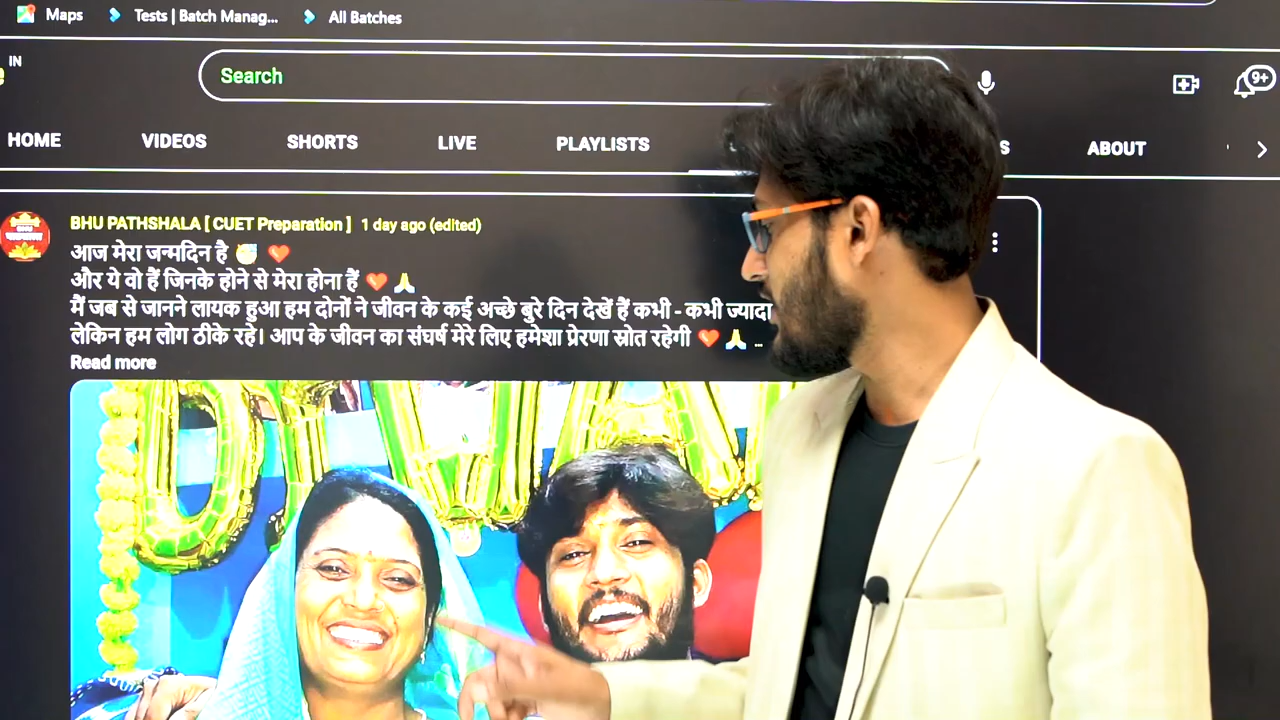 Maps Tests | Batch Manag... All Batches
IN
Search
9+
HOME VIDEOS SHORTS LIVE PLAYLISTS S ABOUT
BHU PATHSHALA [ CUET Preparation ] 1 day ago (edited)
आज मेरा जन्मदिन है 😇 ❤️
और ये वो हैं जिनके होने से मेरा होना हैं ❤️ 🙏
मैं जब से जानने लायक हुआ हम दोनों ने जीवन के कई अच्छे बुरे दिन देखें हैं कभी - कभी ज्यादा
लेकिन हम लोग ठीके रहे। आप के जीवन का संघर्ष मेरे लिए हमेशा प्रेरणा स्रोत रहेगी ❤️ 🙏 ...
Read more